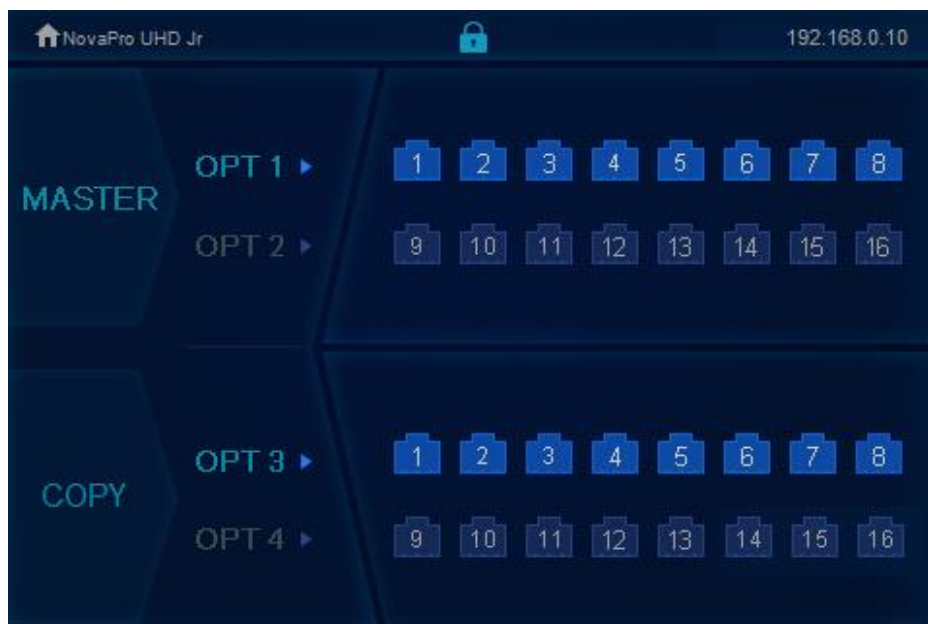 NovaPro UHD Jr 192.168.0.10
MASTER
OPT 1 1 2 3 4 5 6 7 8
OPT 2 9 10 11 12 13 14 15 16
COPY
OPT 3 1 2 3 4 5 6 7 8
OPT 4 9 10 11 12 13 14 15 16